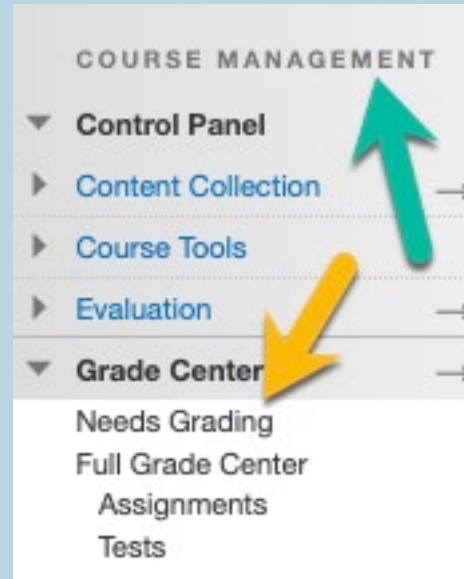 COURSE MANAGEMENT
Control Panel
Content Collection
Course Tools
Evaluation
Grade Center
Needs Grading
Full Grade Center
Assignments
Tests